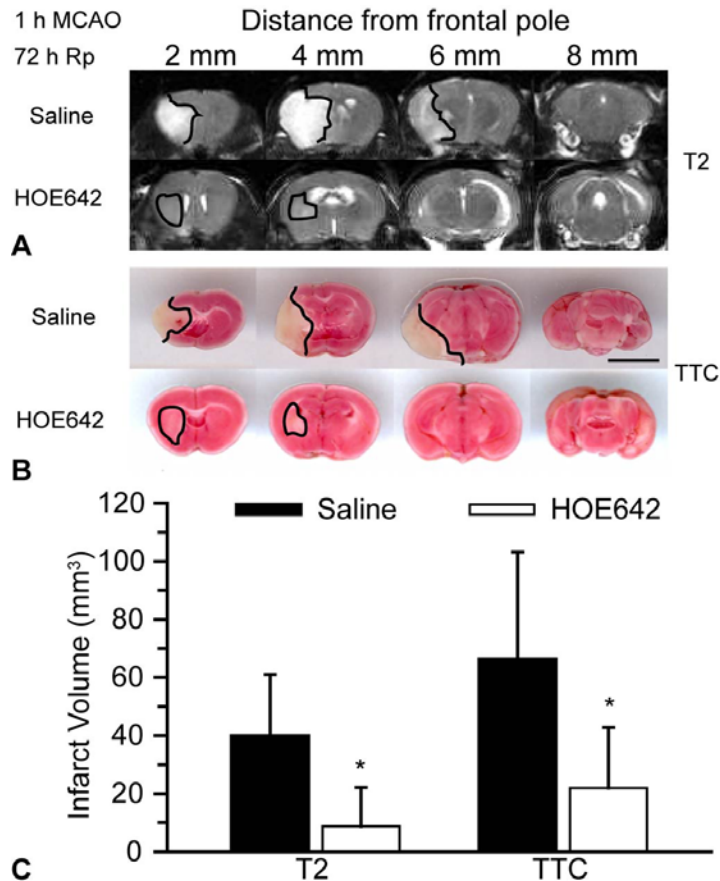 1 h MCAO Distance from frontal pole
72 h Rp 2 mm 4 mm 6 mm 8 mm
Saline
T2
HOE642
A
Saline
TTC
HOE642
B
120
Saline HOE642
100
80
60
*
40
*
20
0
Infarct Volume (mm³)
T2 TTC
C